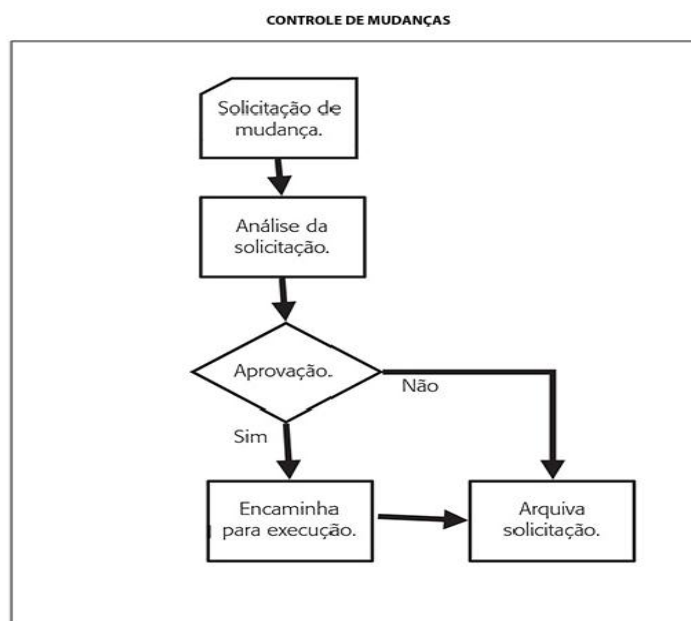 CONTROLE DE MUDANÇAS
Solicitação de
mudança.
Análise da
solicitação.
Aprovação.
Não
Sim
Encaminha
para execução.
Arquiva
solicitação.